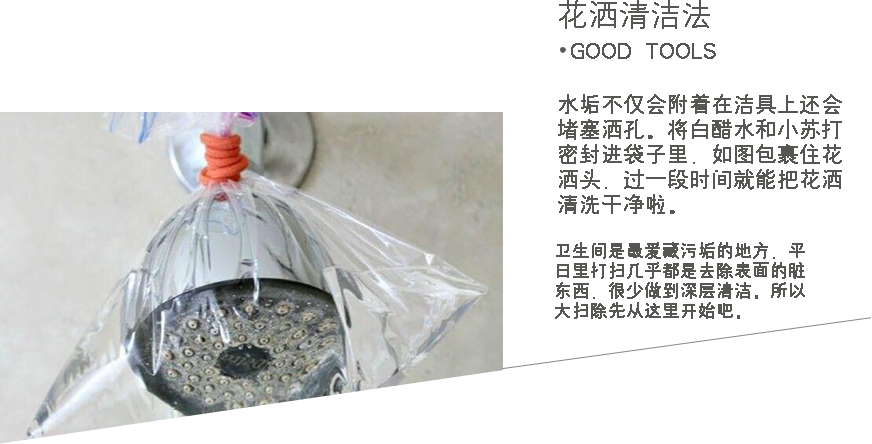 花洒清洁法
•GOOD TOOLS
水垢不仅会附着在洁具上还会
堵塞洒孔。将白醋水和小苏打
密封进袋子里，如图包裹住花
洒头，过一段时间就能把花洒
清洗干净啦。
卫生间是最爱藏污垢的地方，平
日里打扫几乎都是去除表面的脏
东西，很少做到深层清洁。所以
大扫除先从这里开始吧。